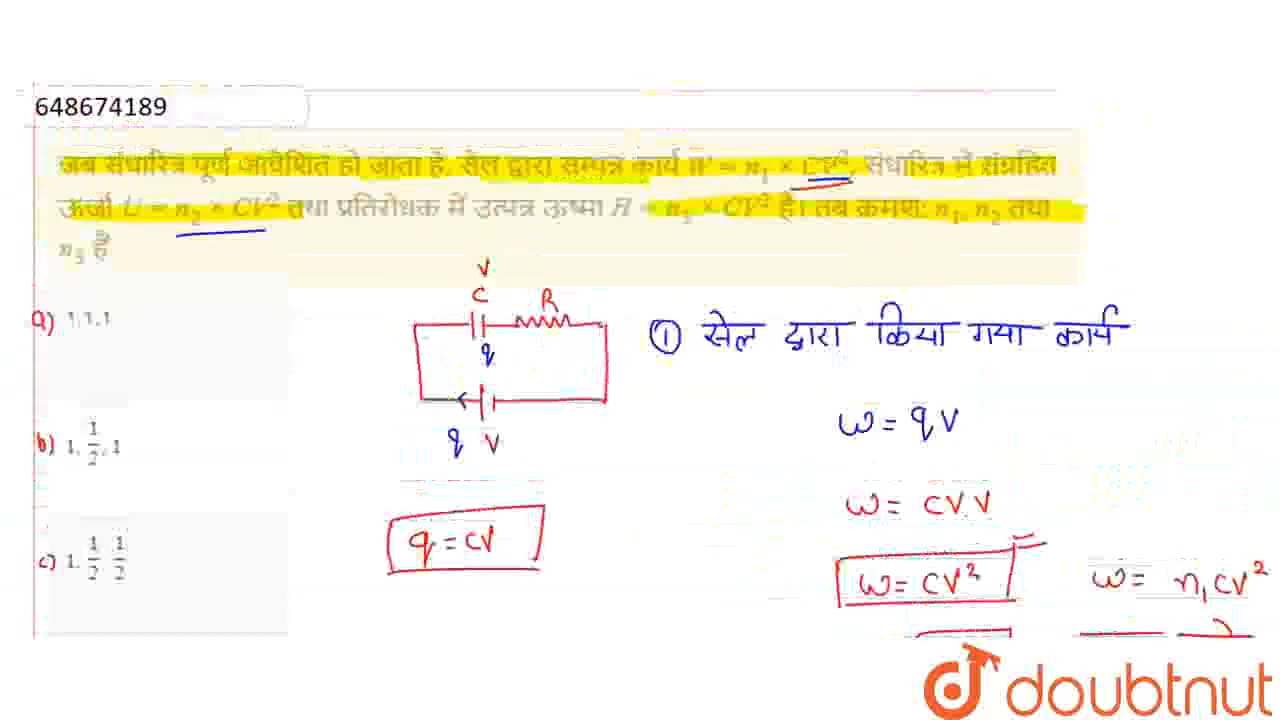 648674189
जब संधारित्र पूर्ण आवेशित हो जाता है, सेल द्वारा सम्पन्न कार्य W = n₁ × CV², संधारित्र में संग्रहित
ऊर्जा U = n₂ × CV² तथा प्रतिरोधक में उत्पन्न ऊष्मा H = n₃ × CV² है। तब क्रमश: n₁, n₂ तथा
n₃ हैं
a) 1,1,1
b) 1, 1/2, 1
c) 1, 1/2, 1/2
V
C R
q
q V
q = CV
① सेल द्वारा किया गया कार्य
ω = qV
ω = CV.V
ω = CV²
ω = n₁CV²
doubtnut